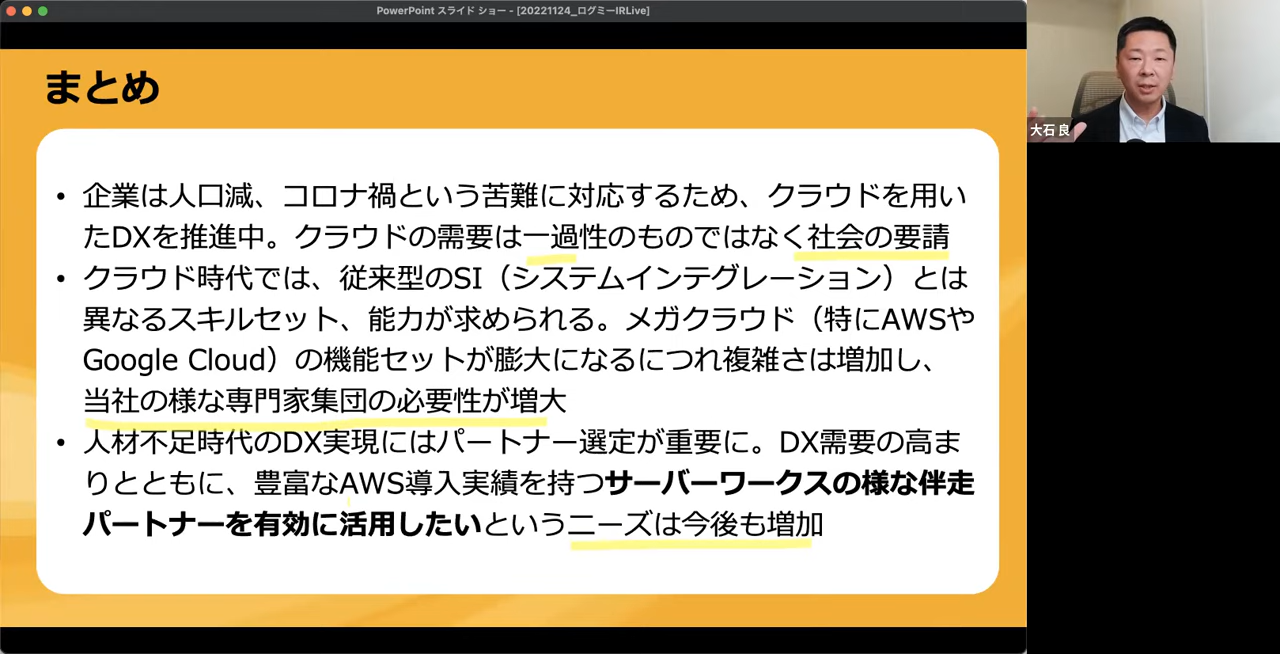 PowerPoint スライド ショー - [20221124_ログミーIRLive]
まとめ
• 企業は人口減、コロナ禍という苦難に対応するため、クラウドを用い
たDXを推進中。クラウドの需要は一過性のものではなく社会の要請
• クラウド時代では、従来型のSI（システムインテグレーション）とは
異なるスキルセット、能力が求められる。メガクラウド（特にAWSや
Google Cloud）の機能セットが膨大になるにつれ複雑さは増加し、
当社の様な専門家集団の必要性が増大
• 人材不足時代のDX実現にはパートナー選定が重要に。DX需要の高ま
りとともに、豊富なAWS導入実績を持つサーバーワークスの様な伴走
パートナーを有効に活用したいというニーズは今後も増加
大石 良